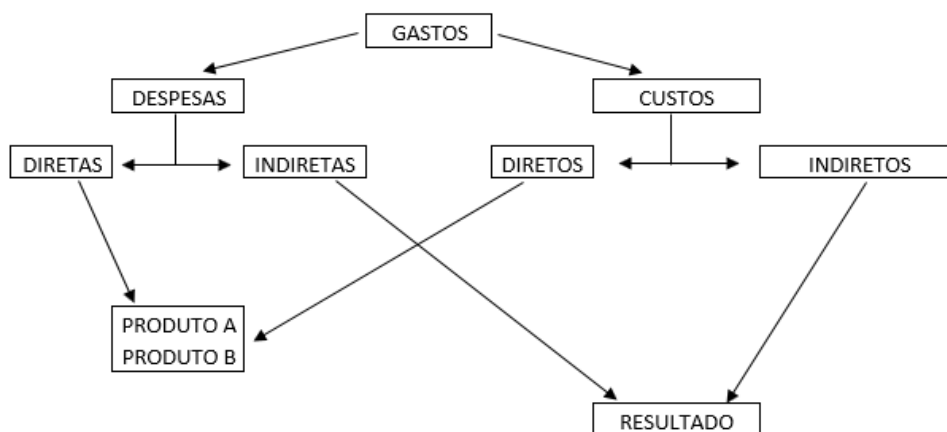 GASTOS
DESPESAS
CUSTOS
DIRETAS
INDIRETAS
DIRETOS
INDIRETOS
PRODUTO A
PRODUTO B
RESULTADO